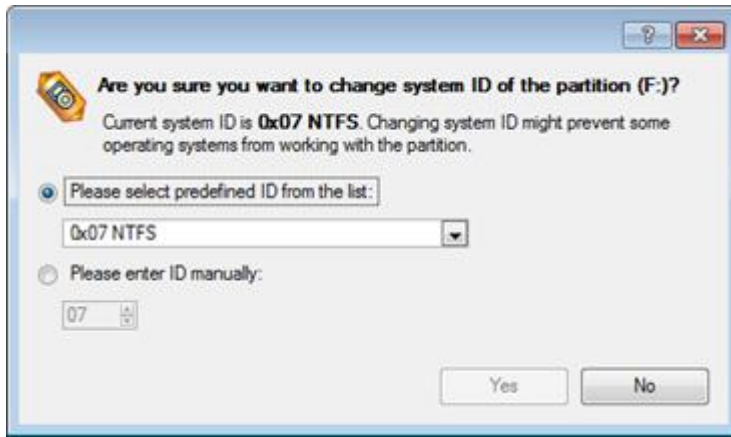 Are you sure you want to change system ID of the partition (F:)?
Current system ID is 0x07 NTFS. Changing system ID might prevent some
operating systems from working with the partition.
Please select predefined ID from the list:
0x07 NTFS
Please enter ID manually:
07
Yes No